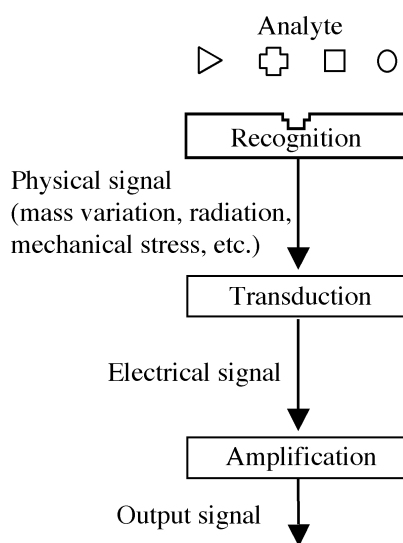 Analyte
Recognition
Physical signal
(mass variation, radiation,
mechanical stress, etc.)
Transduction
Electrical signal
Amplification
Output signal